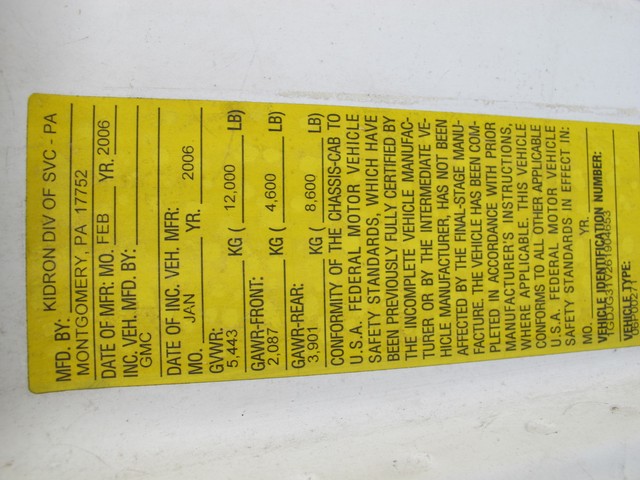 MFD. BY: KIDRON DIV OF SVC - PA
MONTGOMERY, PA 17752
DATE OF MFR: MO. FEB YR. 2006
INC. VEH. MFD. BY:
GMC
DATE OF INC. VEH. MFR:
MO. JAN YR. 2006
GVWR:
5,443 KG ( 12,000 LB)
GAWR-FRONT:
2,087 KG ( 4,600 LB)
GAWR-REAR:
3,901 KG ( 8,600 LB)
CONFORMITY OF THE CHASSIS-CAB TO
U.S.A. FEDERAL MOTOR VEHICLE
SAFETY STANDARDS, WHICH HAVE
BEEN PREVIOUSLY FULLY CERTIFIED BY
THE INCOMPLETE VEHICLE MANUFAC-
TURER OR BY THE INTERMEDIATE VE-
HICLE MANUFACTURER, HAS NOT BEEN
AFFECTED BY THE FINAL-STAGE MANU-
FACTURE. THE VEHICLE HAS BEEN COM-
PLETED IN ACCORDANCE WITH PRIOR
MANUFACTURER'S INSTRUCTIONS,
WHERE APPLICABLE. THIS VEHICLE
CONFORMS TO ALL OTHER APPLICABLE
U.S.A. FEDERAL MOTOR VEHICLE
SAFETY STANDARDS IN EFFECT IN:
MO. YR.
VEHICLE IDENTIFICATION NUMBER:
VEHICLE TYPE: